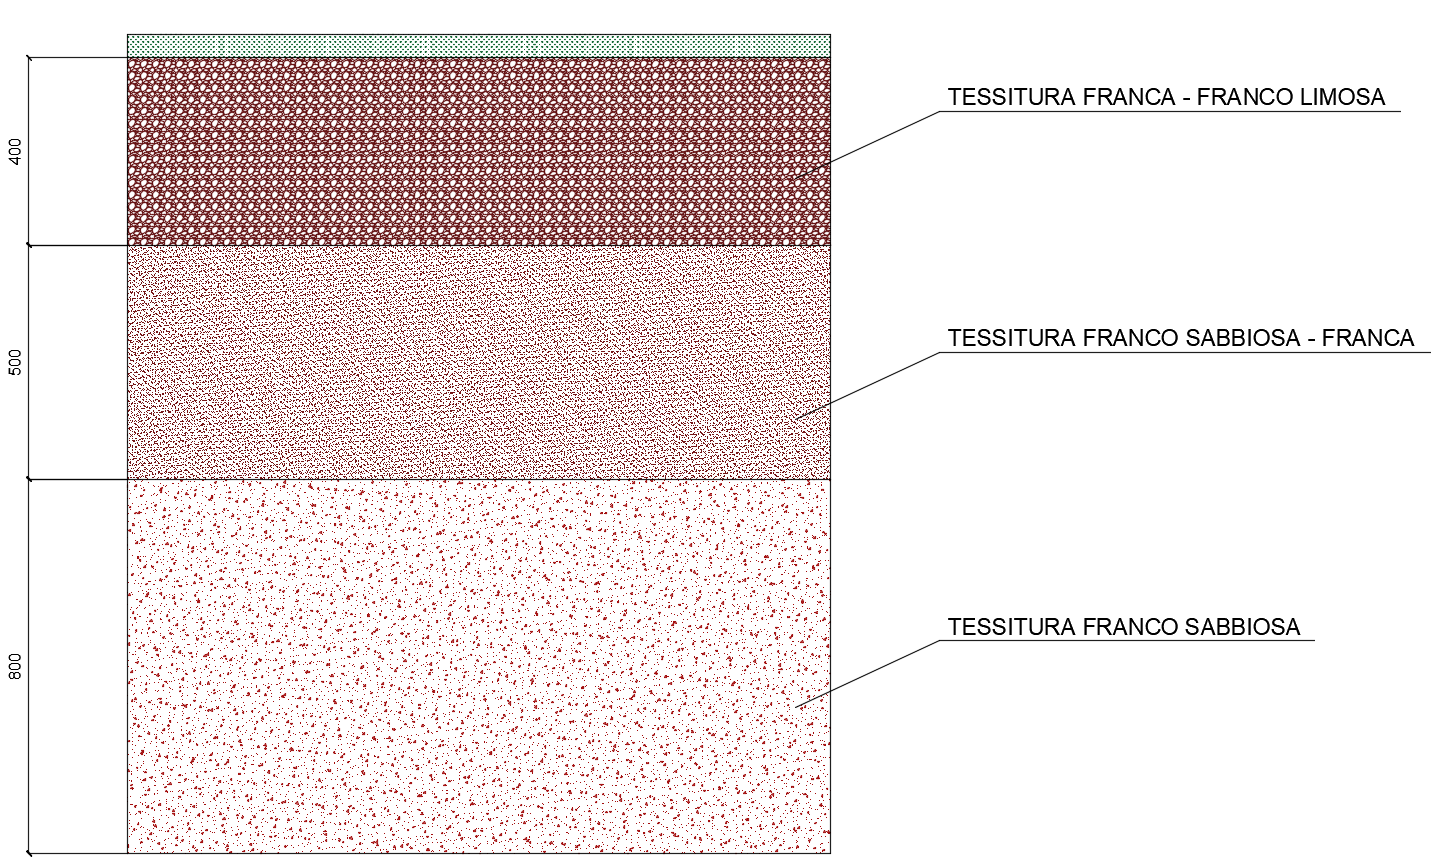 TESSITURA FRANCA - FRANCO LIMOSA
400
TESSITURA FRANCO SABBIOSA - FRANCA
500
TESSITURA FRANCO SABBIOSA
800